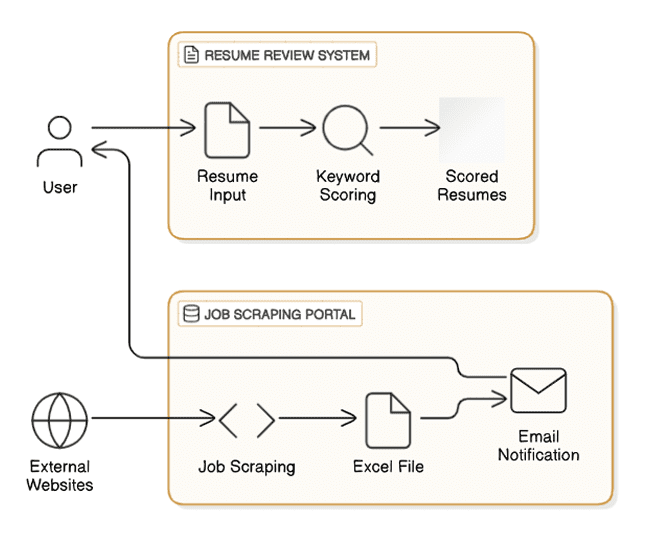 RESUME REVIEW SYSTEM
User
Resume
Input
Keyword
Scoring
Scored
Resumes
JOB SCRAPING PORTAL
External
Websites
Job Scraping
Excel File
Email
Notification